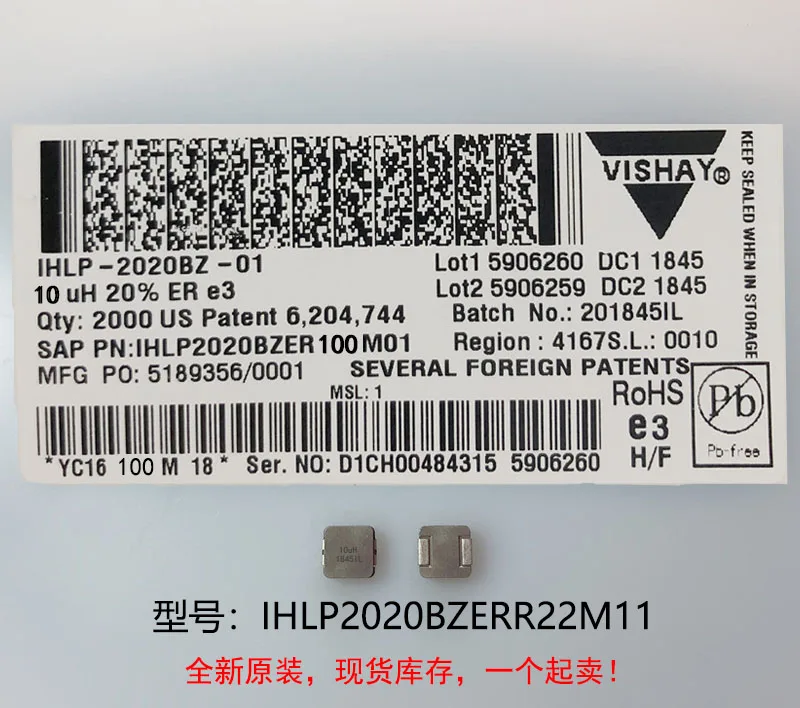 VISHAY®
KEEP SEALED WHEN IN STORAGE
IHLP-2020BZ-01
Lot1 5906260 DC1 1845
10 uH 20% ER e3
Lot2 5906259 DC2 1845
Qty: 2000 US Patent 6,204,744
Batch No.: 201845IL
SAP PN:IHLP2020BZER100M01
Region: 4167S.L.: 0010
MFG PO: 5189356/0001
SEVERAL FOREIGN PATENTS
MSL: 1
RoHS
e3
H/F
Pb
Pb-free
*YC16 100 M 18* Ser. NO: D1CH00484315 5906260
10uH
1845IL
型号：IHLP2020BZERR22M11
全新原装，现货库存，一个起卖！